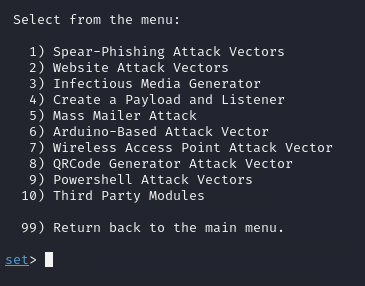 Select from the menu:
1) Spear-Phishing Attack Vectors
2) Website Attack Vectors
3) Infectious Media Generator
4) Create a Payload and Listener
5) Mass Mailer Attack
6) Arduino-Based Attack Vector
7) Wireless Access Point Attack Vector
8) QRCode Generator Attack Vector
9) Powershell Attack Vectors
10) Third Party Modules
99) Return back to the main menu.
set>